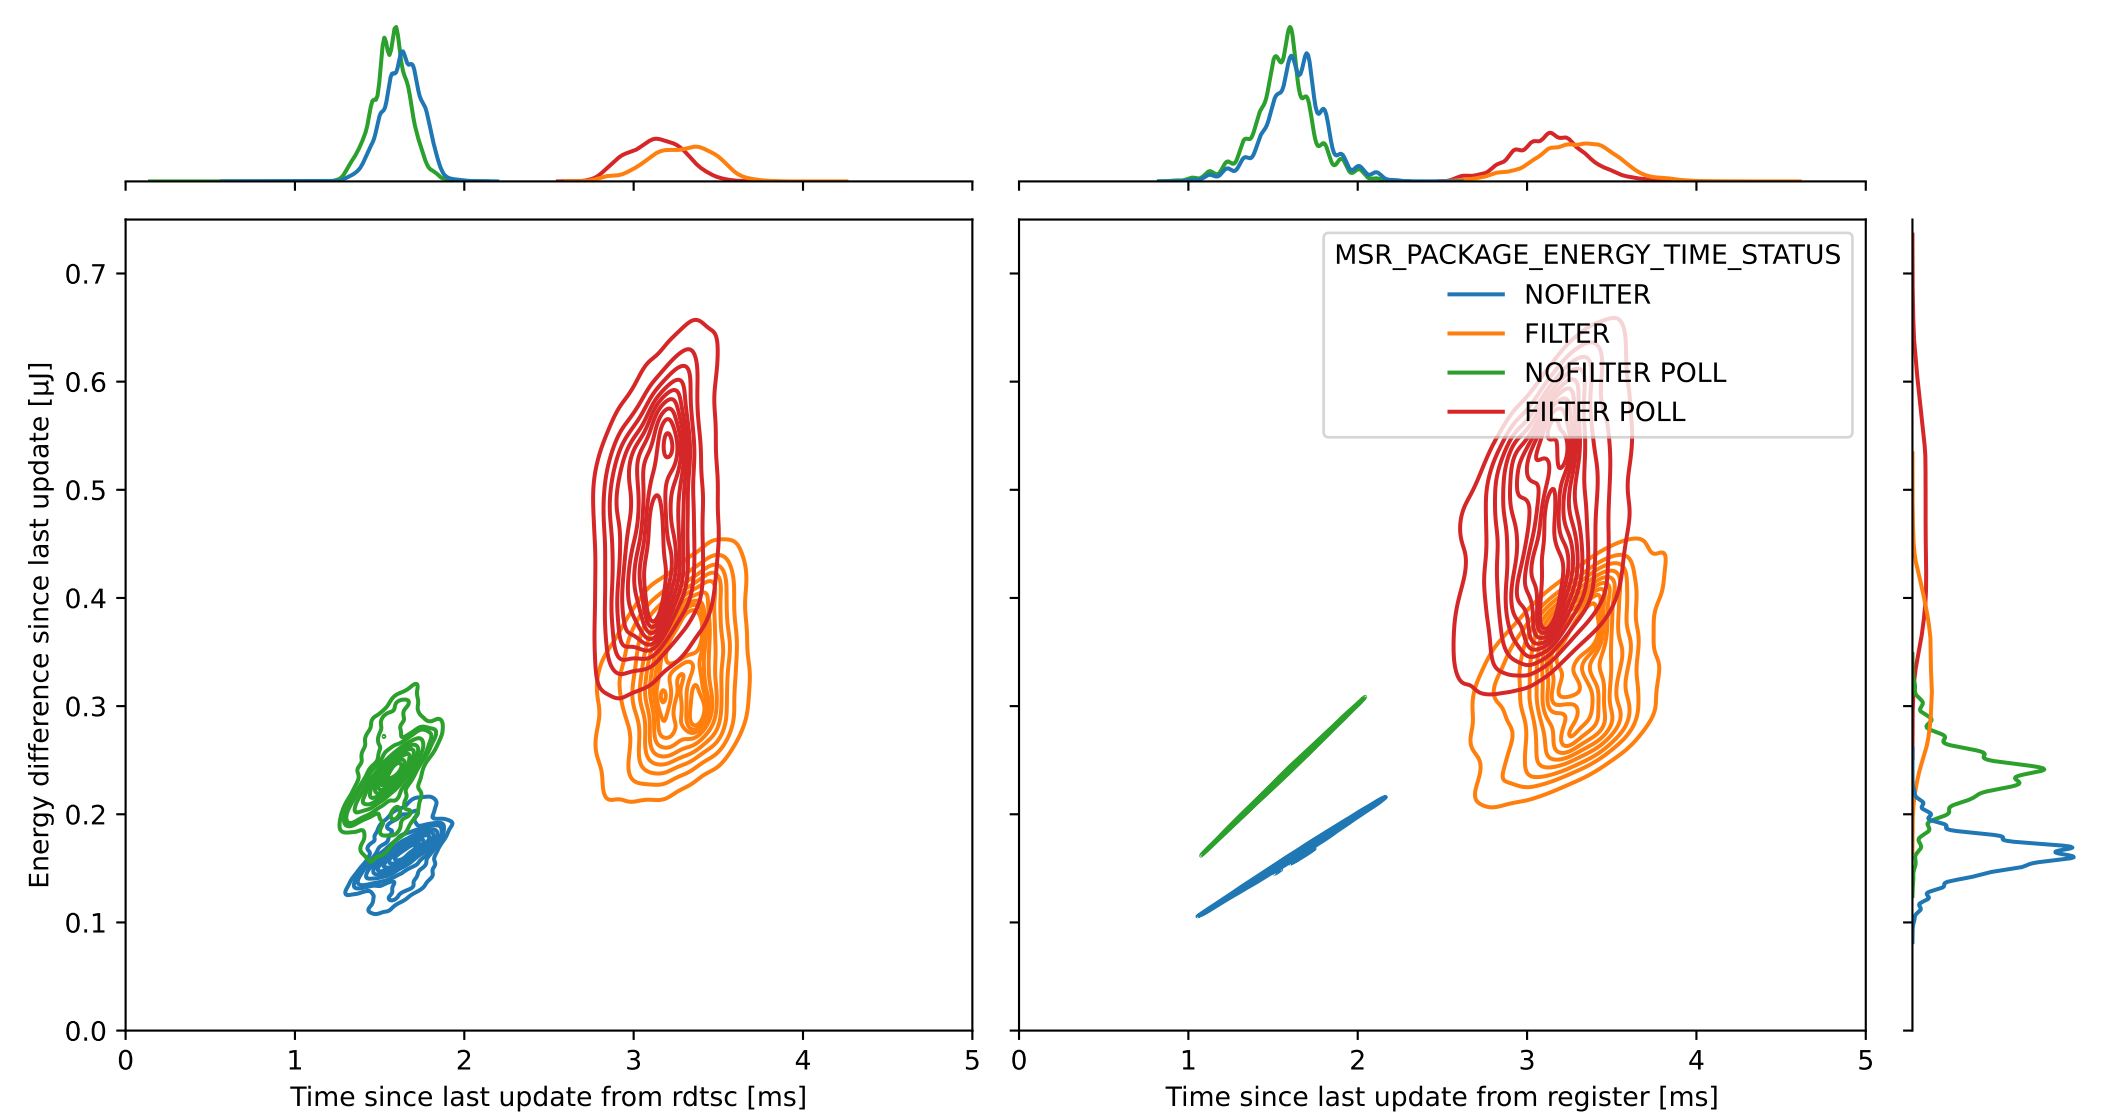 MSR_PACKAGE_ENERGY_TIME_STATUS
NOFILTER
FILTER
NOFILTER POLL
FILTER POLL
Energy difference since last update [µJ]
0.7
0.6
0.5
0.4
0.3
0.2
0.1
0.0
0 1 2 3 4 5
0 1 2 3 4 5
Time since last update from rdtsc [ms]
Time since last update from register [ms]